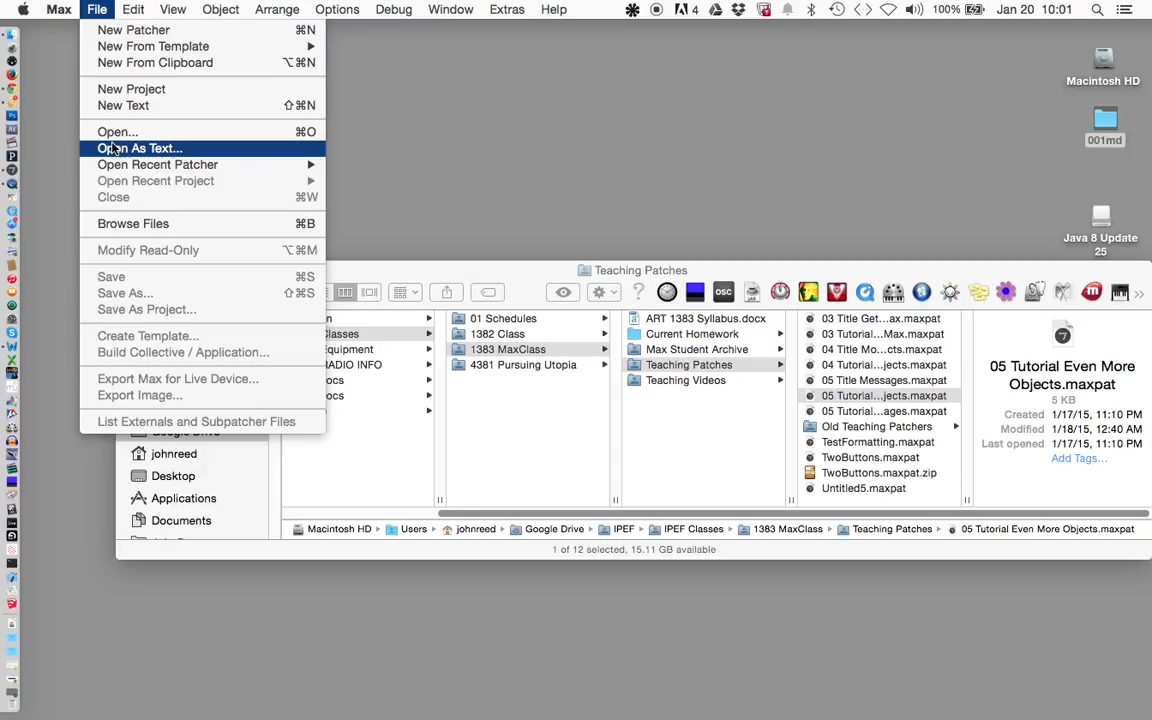 Max File Edit View Object Arrange Options Debug Window Extras Help 4 100% Jan 20 10:01
New Patcher ⌘N
New From Template
New From Clipboard ⌥⌘N
New Project
New Text ⇧⌘N
Open... ⌘O
Open As Text...
Open Recent Patcher
Open Recent Project
Close ⌘W
Browse Files ⌘B
Modify Read-Only ⌥⌘M
Save ⌘S
Save As... ⇧⌘S
Save As Project...
Create Template...
Build Collective / Application...
Export Max for Live Device...
Export Image...
List Externals and Subpatcher Files
Macintosh HD
001md
Java 8 Update
25
Teaching Patches
OSC
lasses
quipment
ADIO INFO
ocs
ocs
01 Schedules
1382 Class
1383 MaxClass
4381 Pursuing Utopia
ART 1383 Syllabus.docx
Current Homework
Max Student Archive
Teaching Patches
Teaching Videos
03 Title Get...ax.maxpat
03 Tutorial...Max.maxpat
04 Title Mo...cts.maxpat
04 Tutorial...jects.maxpat
05 Title Messages.maxpat
05 Tutorial...jects.maxpat
05 Tutorial...ages.maxpat
Old Teaching Patchers
TestFormatting.maxpat
TwoButtons.maxpat
TwoButtons.maxpat.zip
Untitled5.maxpat
05 Tutorial Even More
Objects.maxpat
5 KB
Created 1/17/15, 11:10 PM
Modified 1/18/15, 12:40 AM
Last opened 1/17/15, 11:10 PM
Add Tags...
johnreed
Desktop
Applications
Documents
Macintosh HD Users johnreed Google Drive IPEF IPEF Classes 1383 MaxClass Teaching Patches 05 Tutorial Even More Objects.maxpat
1 of 12 selected, 15.11 GB available